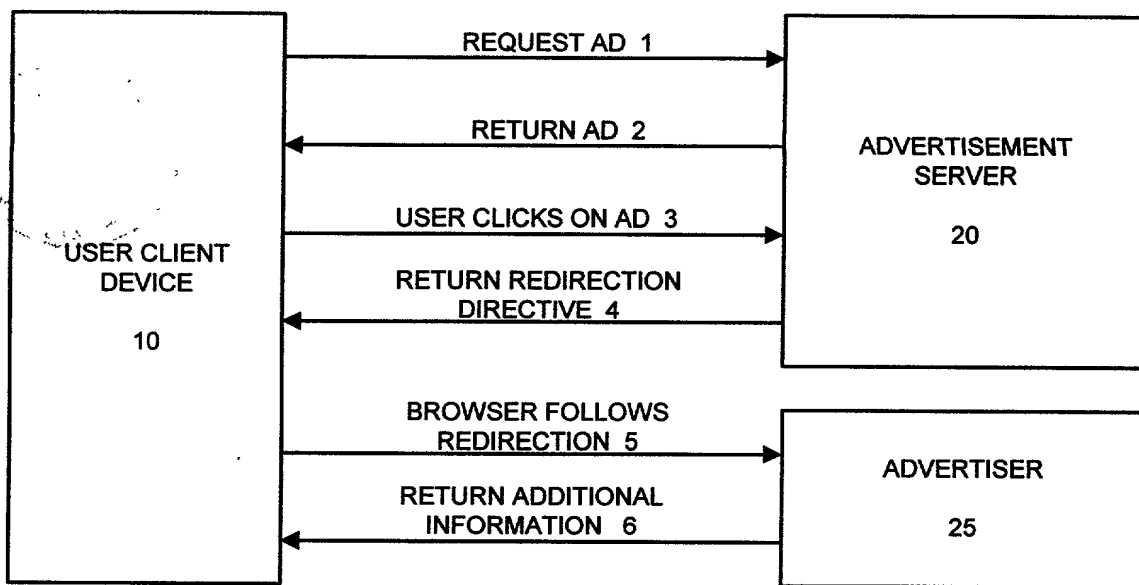 REQUEST AD 1
RETURN AD 2
USER CLICKS ON AD 3
RETURN REDIRECTION
DIRECTIVE 4
BROWSER FOLLOWS
REDIRECTION 5
RETURN ADDITIONAL
INFORMATION 6
USER CLIENT
DEVICE
10
ADVERTISEMENT
SERVER
20
ADVERTISER
25